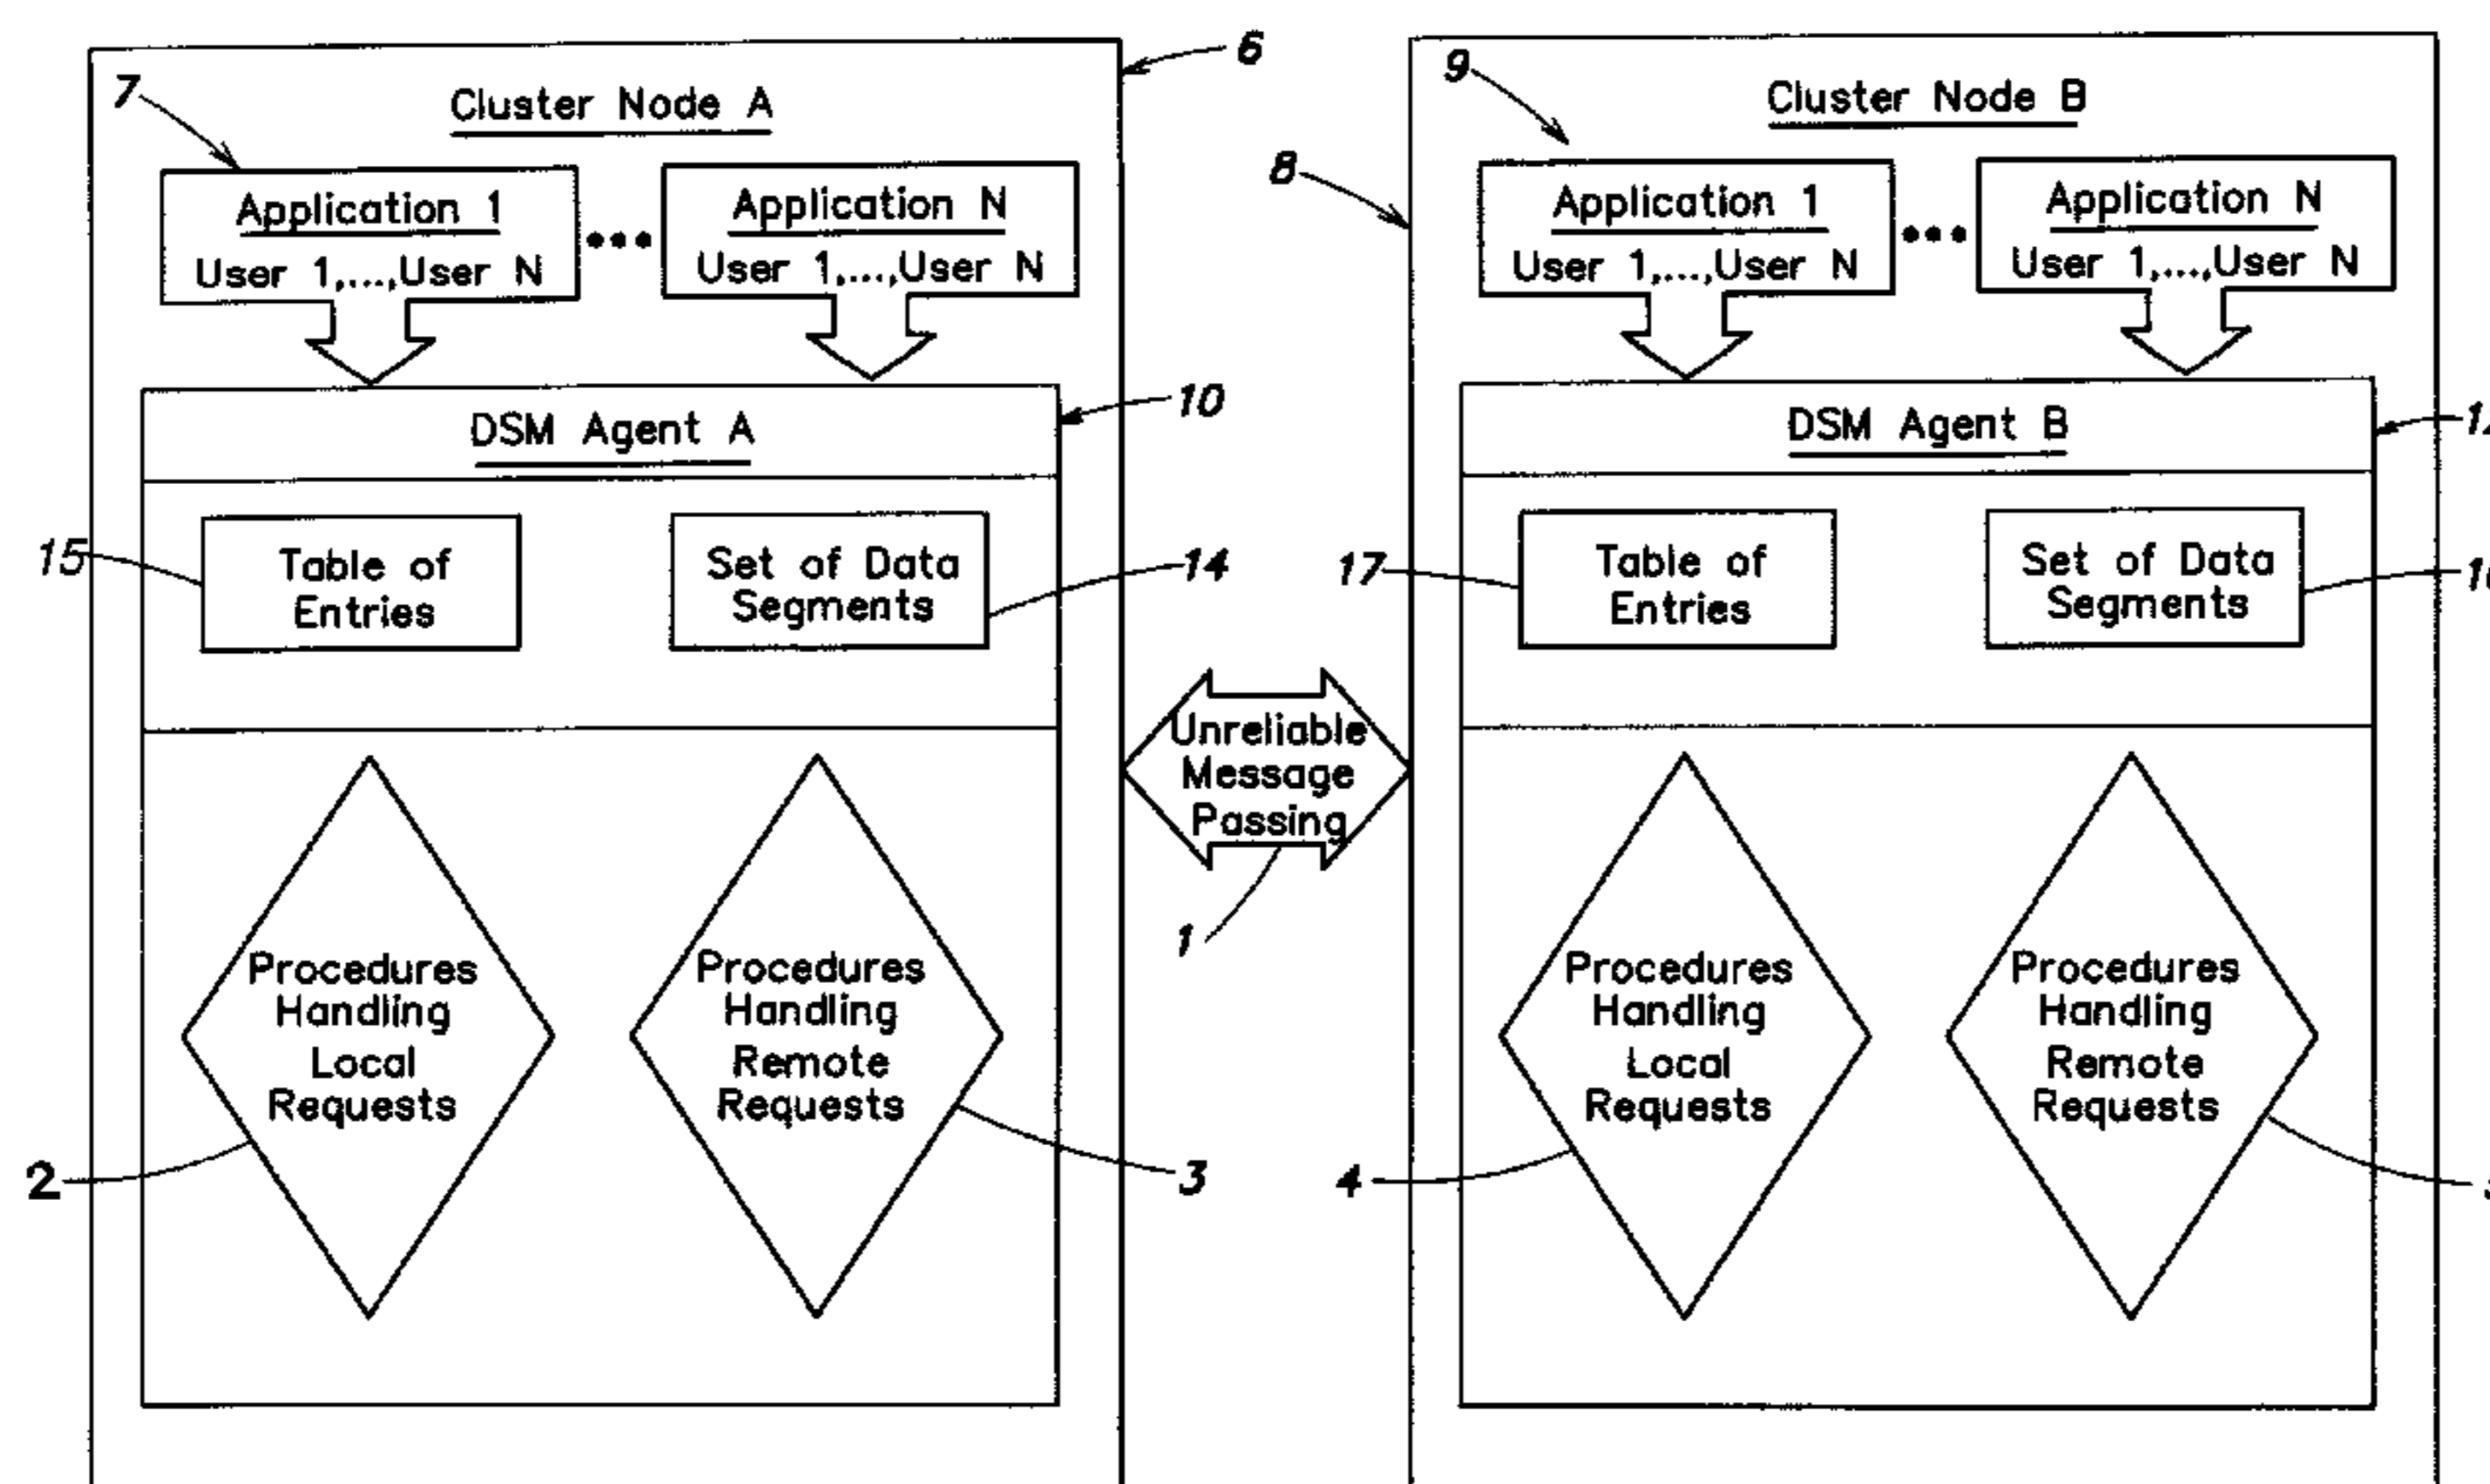 6
7
Cluster Node A
Application 1
User 1,...,User N
•••
Application N
User 1,...,User N
DSM Agent A
10
15
Table of
Entries
Set of Data
Segments
14
Procedures
Handling
Local
Requests
2
Procedures
Handling
Remote
Requests
3
Unreliable
Message
Passing
1
9
Cluster Node B
8
Application 1
User 1,...,User N
•••
Application N
User 1,...,User N
DSM Agent B
17
Table of
Entries
Set of Data
Segments
Procedures
Handling
Local
Requests
4
Procedures
Handling
Remote
Requests